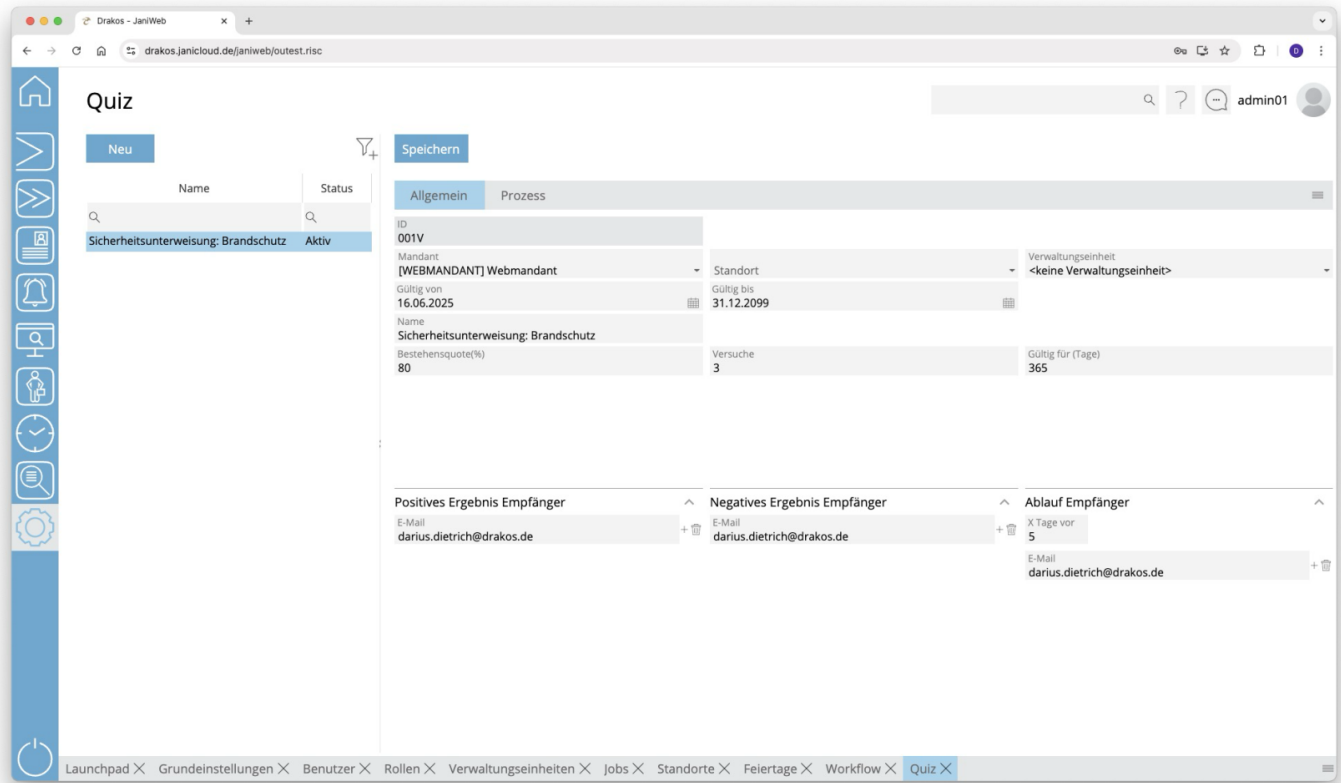 Drakos - JaniWeb
drakos.janicloud.de/janiweb/outest.risc
D
Quiz
? admin01
Neu
Speichern
Name Status
Allgemein Prozess
Sicherheitsunterweisung: Brandschutz Aktiv
ID
001V
Mandant
[WEBMANDANT] Webmandant
Standort
Verwaltungseinheit
<keine Verwaltungseinheit>
Gültig von
16.06.2025
Gültig bis
31.12.2099
Name
Sicherheitsunterweisung: Brandschutz
Bestehensquote(%)
80
Versuche
3
Gültig für (Tage)
365
Positives Ergebnis Empfänger
E-Mail
darius.dietrich@drakos.de
Negatives Ergebnis Empfänger
E-Mail
darius.dietrich@drakos.de
Ablauf Empfänger
X Tage vor
5
E-Mail
darius.dietrich@drakos.de
Launchpad Grundeinstellungen Benutzer Rollen Verwaltungseinheiten Jobs Standorte Feiertage Workflow Quiz